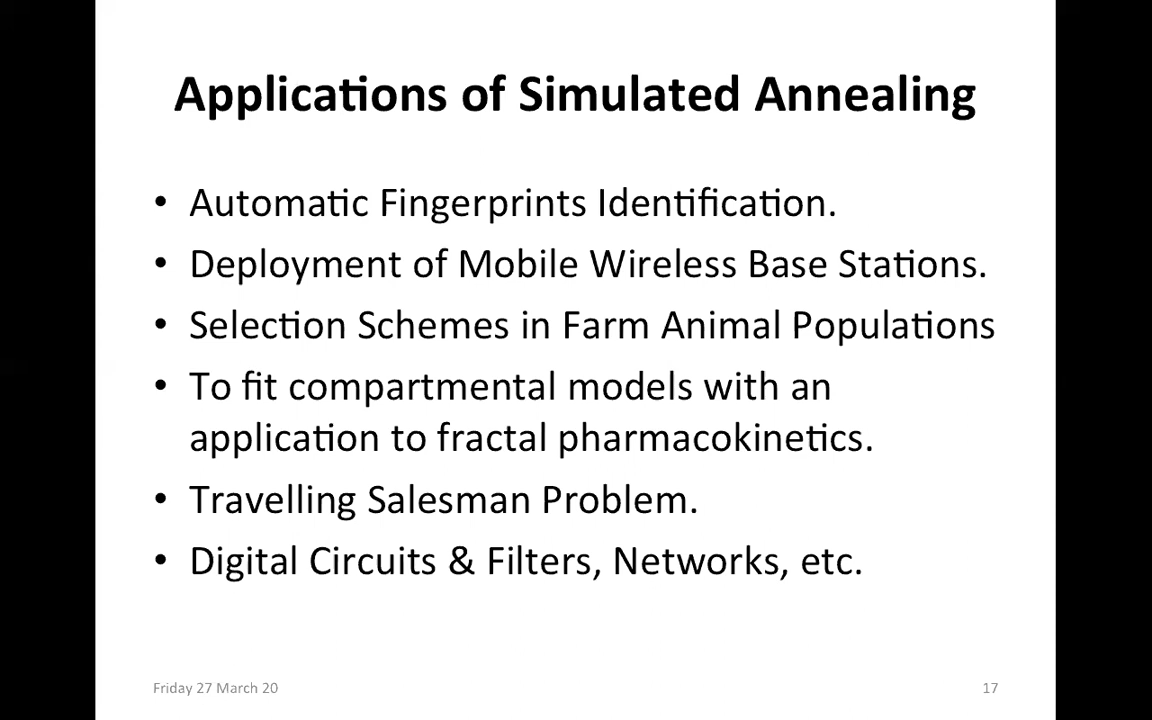 Applications of Simulated Annealing
• Automatic Fingerprints Identification.
• Deployment of Mobile Wireless Base Stations.
• Selection Schemes in Farm Animal Populations
• To fit compartmental models with an
application to fractal pharmacokinetics.
• Travelling Salesman Problem.
• Digital Circuits & Filters, Networks, etc.
Friday 27 March 20
17